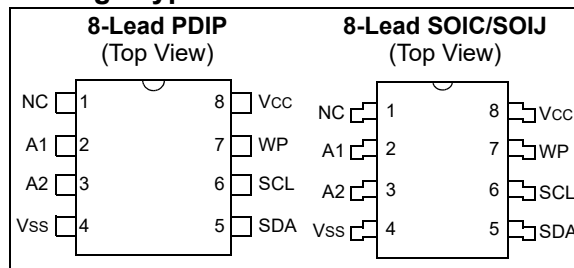 8-Lead PDIP
(Top View)
NC 1 8 VCC
A1 2 7 WP
A2 3 6 SCL
VSS 4 5 SDA
8-Lead SOIC/SOIJ
(Top View)
NC 1 8 VCC
A1 2 7 WP
A2 3 6 SCL
VSS 4 5 SDA